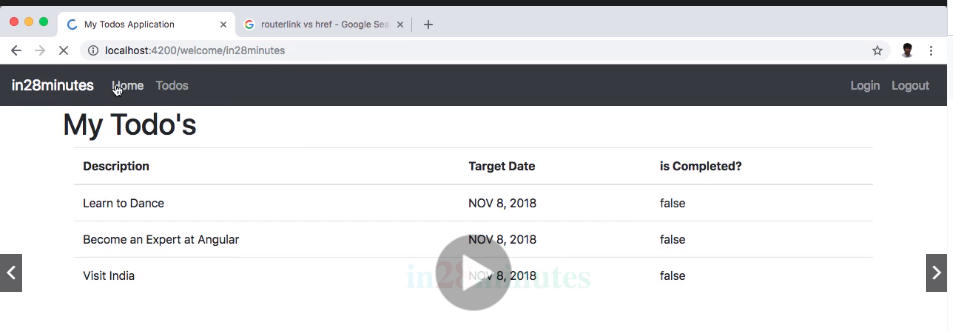 My Todos Application
routerlink vs href - Google Sea
localhost:4200/welcome/in28minutes
in28minutes Home Todos Login Logout
My Todo's
Description Target Date is Completed?
Learn to Dance NOV 8, 2018 false
Become an Expert at Angular NOV 8, 2018 false
Visit India NOV 8, 2018 false
in28minutes